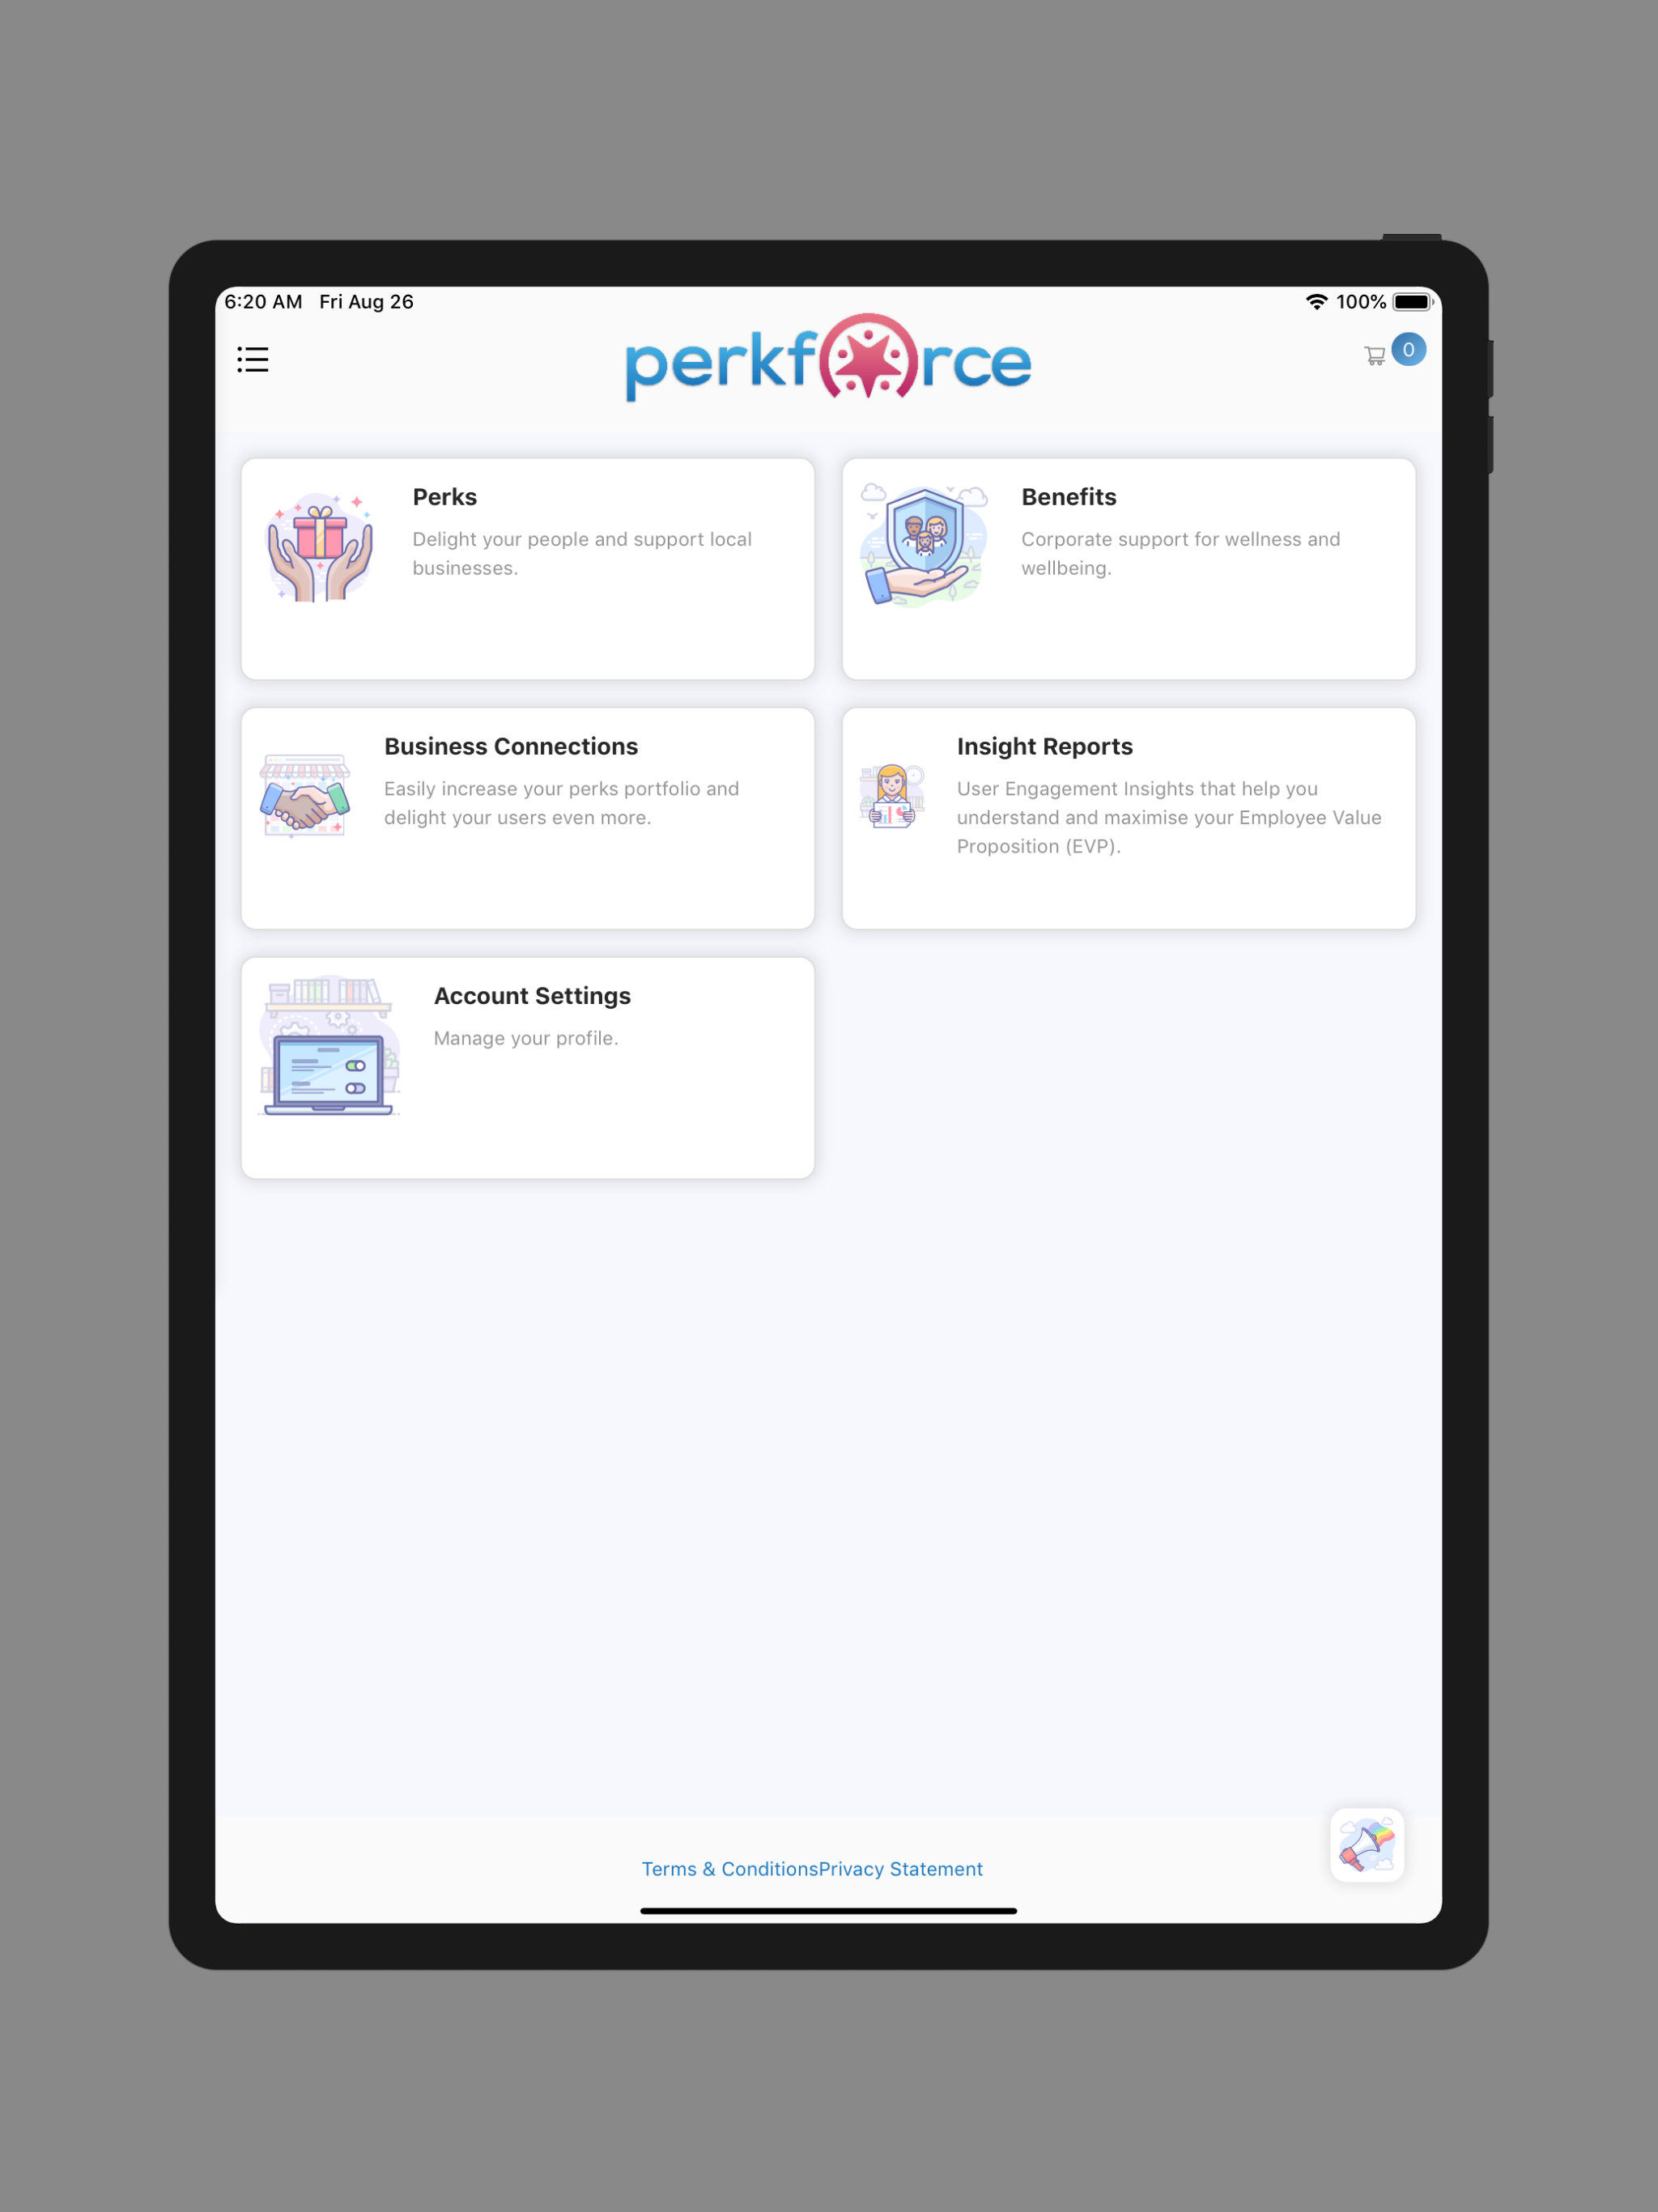 6:20 AM Fri Aug 26
100%
perkforce
0
Perks
Delight your people and support local
businesses.
Benefits
Corporate support for wellness and
wellbeing.
Business Connections
Easily increase your perks portfolio and
delight your users even more.
Insight Reports
User Engagement Insights that help you
understand and maximise your Employee Value
Proposition (EVP).
Account Settings
Manage your profile.
Terms & ConditionsPrivacy Statement